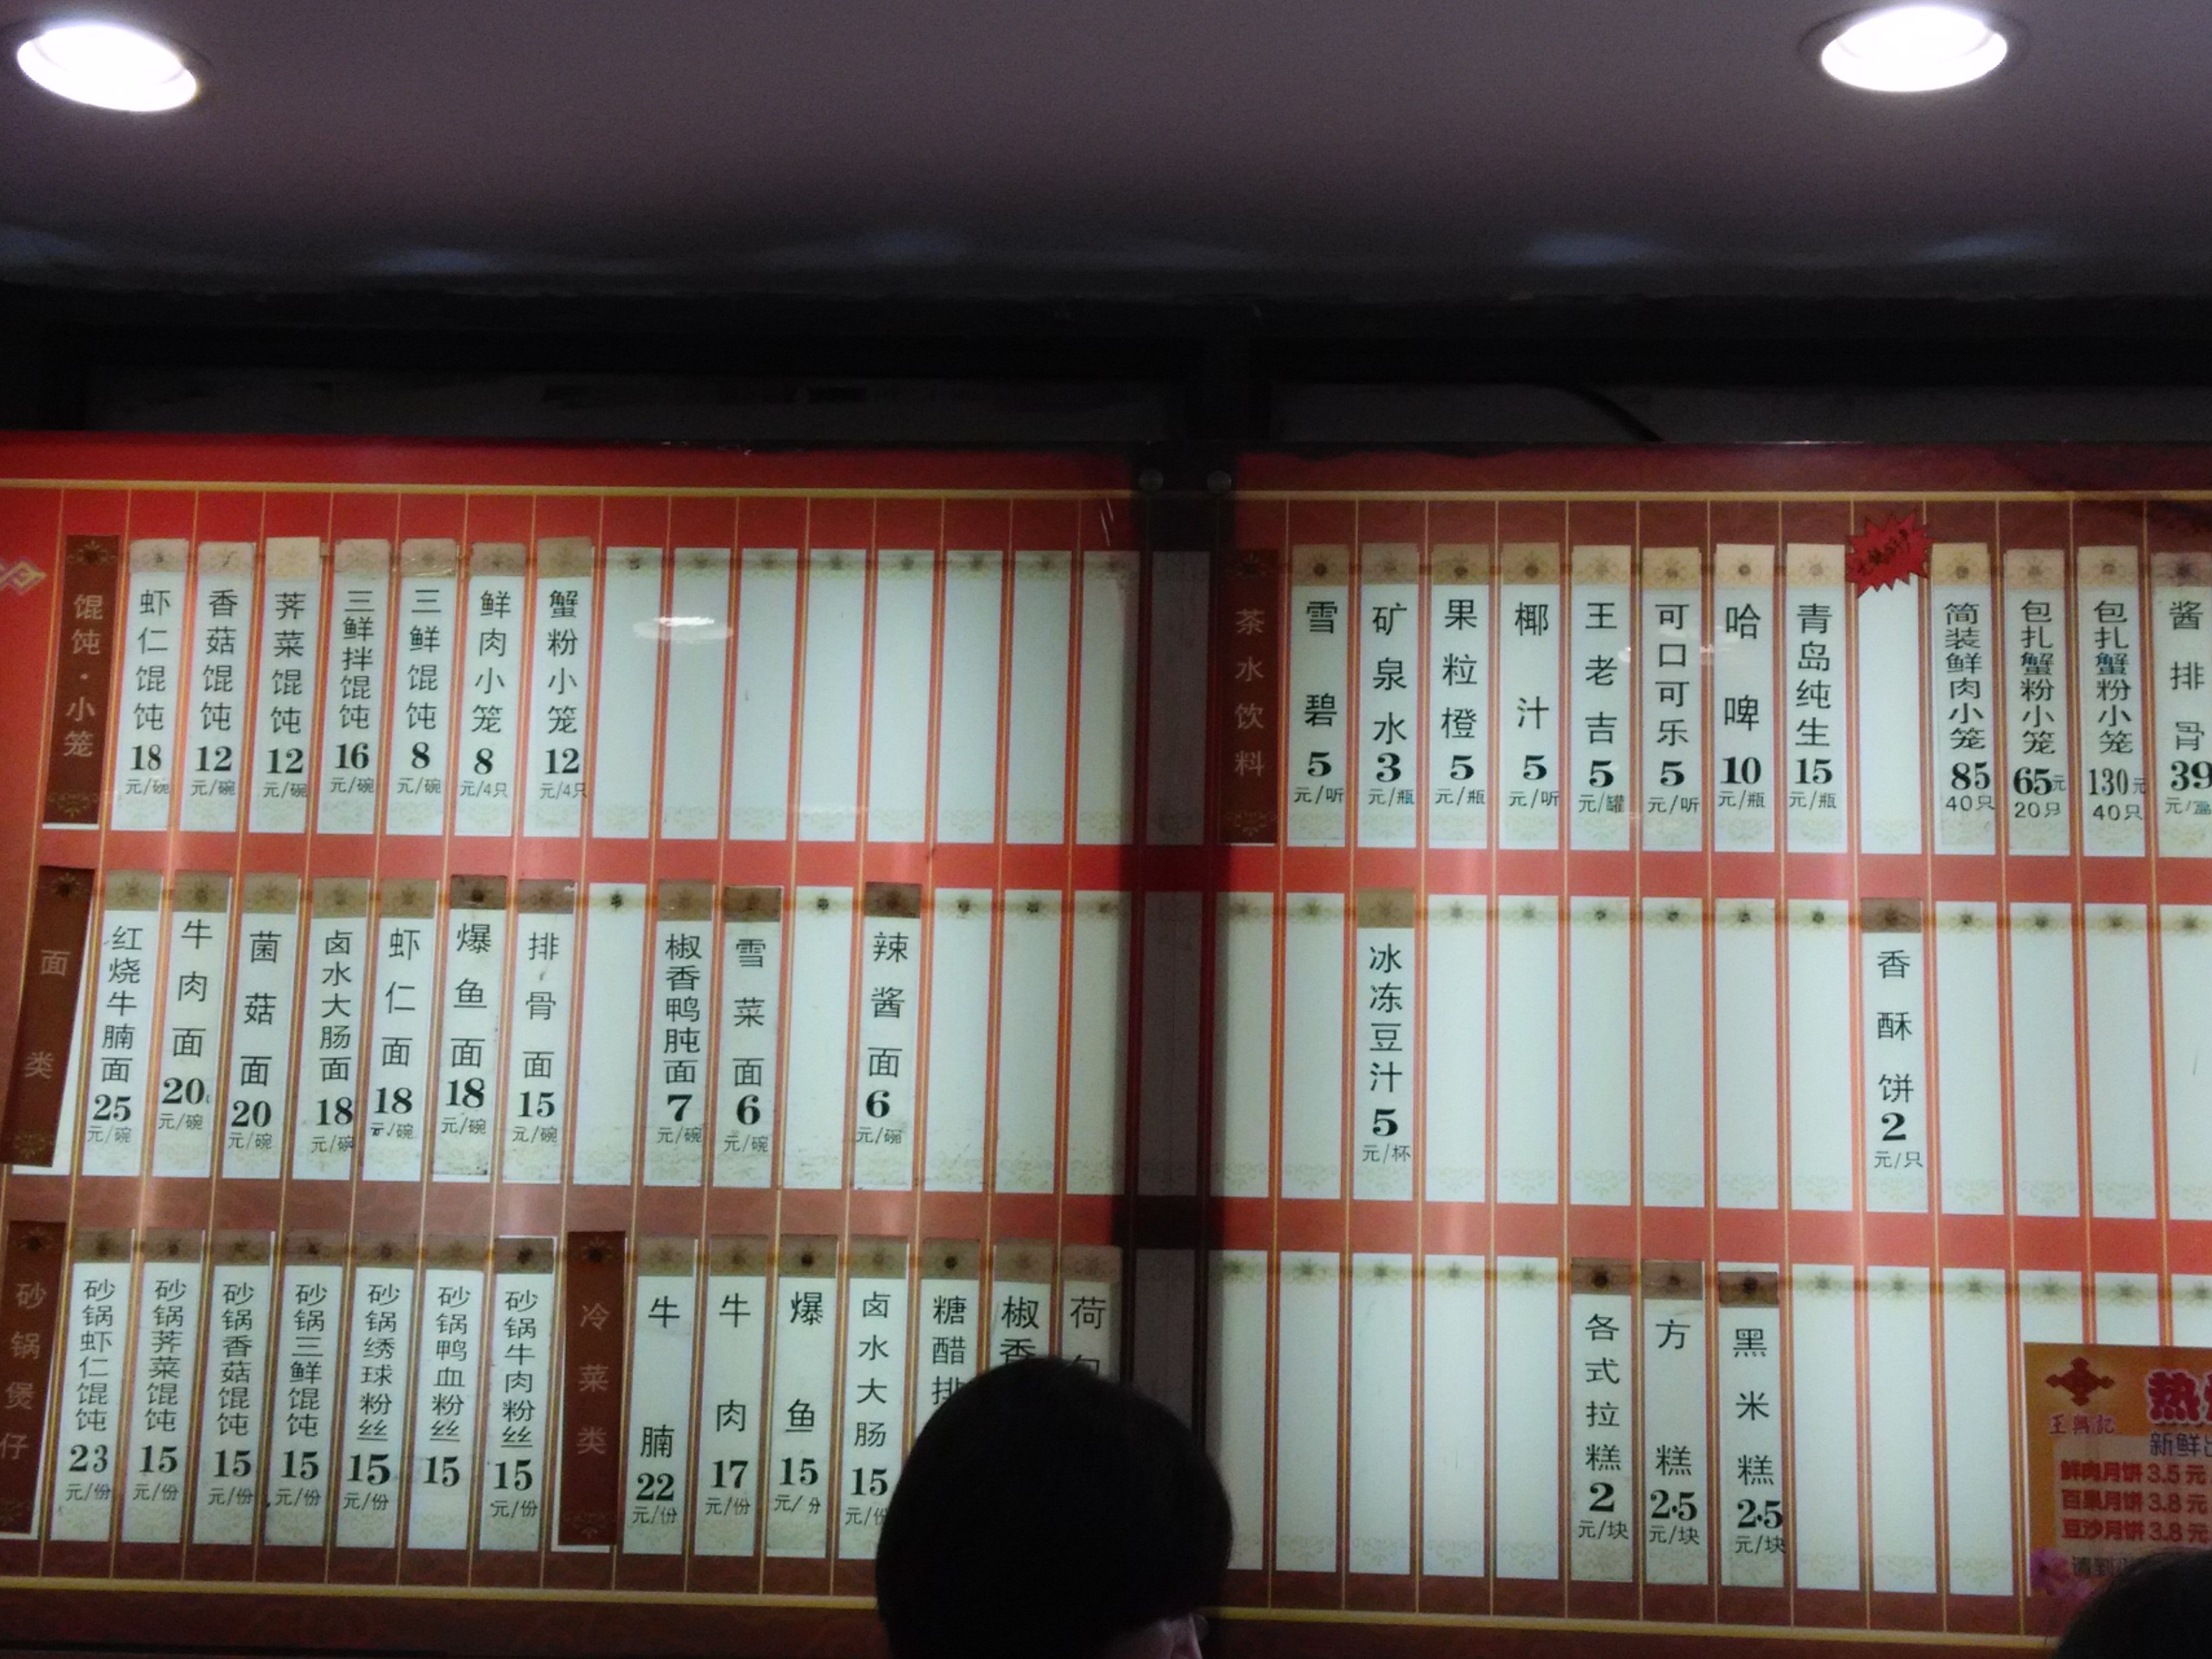 馄饨·小笼
虾仁馄饨 18 元/碗
香菇馄饨 12 元/碗
荠菜馄饨 12 元/碗
三鲜拌馄饨 16 元/碗
三鲜馄饨 8 元/碗
鲜肉小笼 8 元/4只
蟹粉小笼 12 元/4只
茶水饮料
雪碧 5 元/听
矿泉水 3 元/瓶
果粒橙 5 元/瓶
椰汁 5 元/听
王老吉 5 元/罐
可口可乐 5 元/听
哈啤 10 元/瓶
青岛纯生 15 元/瓶
简装鲜肉小笼 85 40只
包扎蟹粉小笼 65元 20只
包扎蟹粉小笼 130元 40只
酱排骨 39 元/盒
面类
红烧牛腩面 25 元/碗
牛肉面 20 元/碗
菌菇面 20 元/碗
卤水大肠面 18 元/碗
虾仁面 18 元/碗
爆鱼面 18 元/碗
排骨面 15 元/碗
椒香鸭肫面 7 元/碗
雪菜面 6 元/碗
辣酱面 6 元/碗
冰冻豆汁 5 元/杯
香酥饼 2 元/只
砂锅煲仔
砂锅虾仁馄饨 23 元/份
砂锅荠菜馄饨 15 元/份
砂锅香菇馄饨 15 元/份
砂锅三鲜馄饨 15 元/份
砂锅绣球粉丝 15 元/份
砂锅鸭血粉丝 15
砂锅牛肉粉丝 15 元/份
冷菜类
牛腩 22 元/份
牛肉 17 元/份
爆鱼 15 元/份
卤水大肠 15 元/份
糖醋排
椒香
荷
各式拉糕 2 元/块
方糕 2.5 元/块
黑米糕 2.5 元/块
王興記
热
新鲜出
鲜肉月饼 3.5 元
百果月饼 3.8 元
豆沙月饼 3.8 元
请到